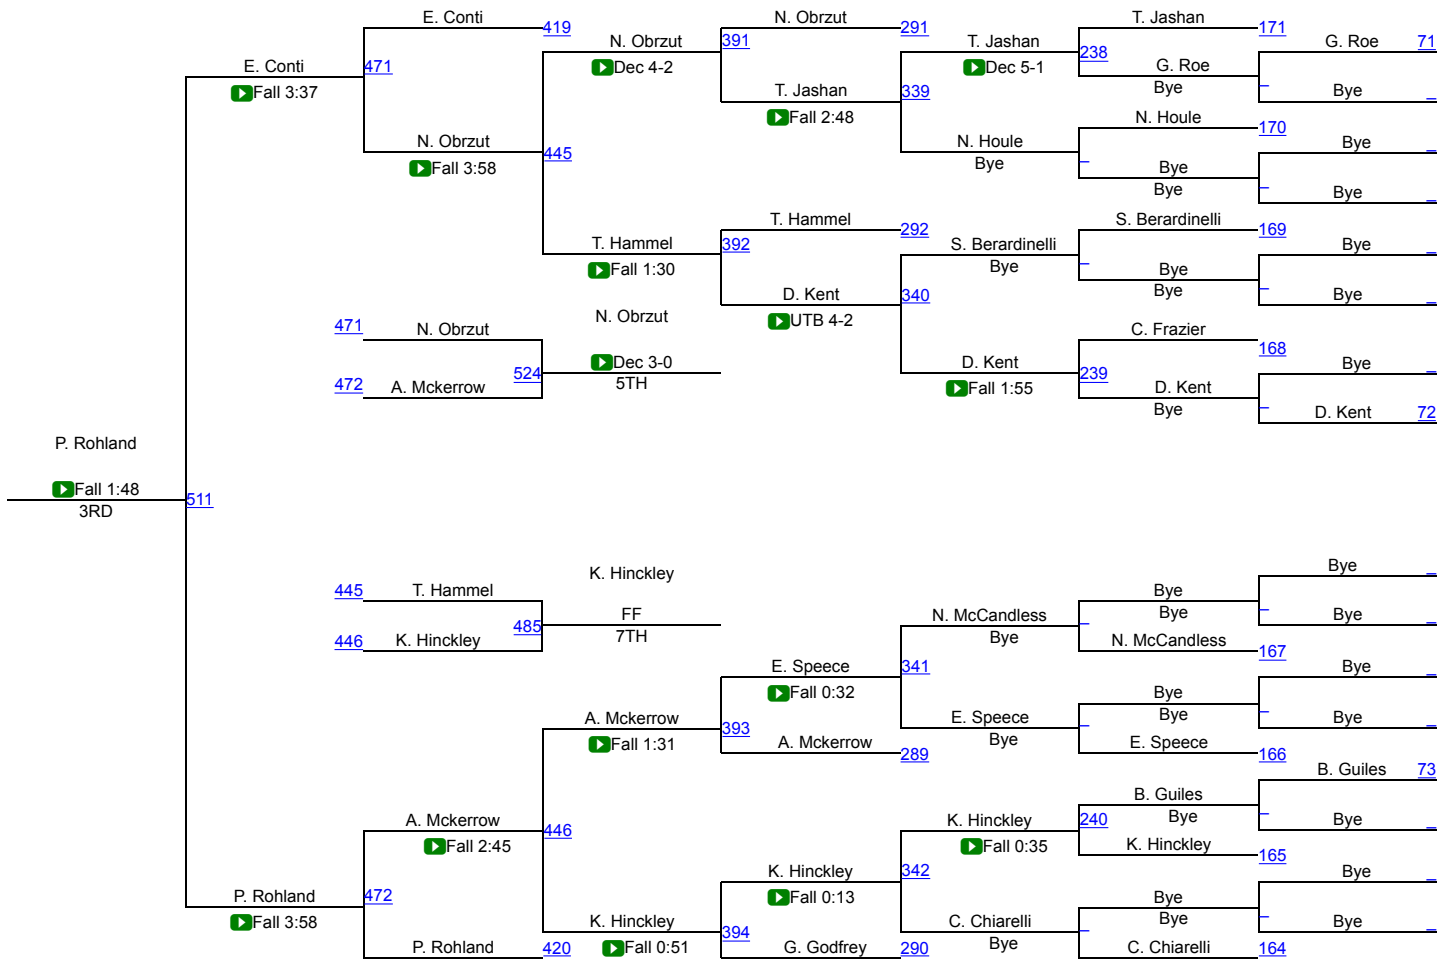 E. Conti
419
N. Obrzut
291
T. Jashan
171
N. Obrzut
391
T. Jashan
238
G. Roe
71
E. Conti
471
Dec 4-2
Dec 5-1
G. Roe
Bye
Fall 3:37
T. Jashan
339
Bye
Fall 2:48
N. Houle
170
N. Obrzut
445
N. Houle
Bye
Bye
Bye
Fall 3:58
Bye
Bye
T. Hammel
292
S. Berardinelli
169
T. Hammel
392
S. Berardinelli
Bye
Bye
Fall 1:30
Bye
Bye
D. Kent
340
Bye
N. Obrzut
UTB 4-2
471
N. Obrzut
C. Frazier
168
Dec 3-0
D. Kent
239
Bye
524
5TH
472
A. Mckerrow
Fall 1:55
D. Kent
Bye
D. Kent
72
P. Rohland
Fall 1:48
511
3RD
K. Hinckley
Bye
445
T. Hammel
Bye
FF
N. McCandless
Bye
Bye
485
7TH
Bye
446
K. Hinckley
N. McCandless
167
E. Speece
341
Bye
Fall 0:32
Bye
A. Mckerrow
393
E. Speece
Bye
Bye
Fall 1:31
A. Mckerrow
289
Bye
E. Speece
166
B. Guiles
73
B. Guiles
A. Mckerrow
446
K. Hinckley
240
Bye
Bye
Fall 2:45
Fall 0:35
K. Hinckley
165
K. Hinckley
342
Bye
P. Rohland
472
Fall 0:13
Bye
Fall 3:58
K. Hinckley
394
C. Chiarelli
Bye
Bye
P. Rohland
420
Fall 0:51
G. Godfrey
290
Bye
C. Chiarelli
164